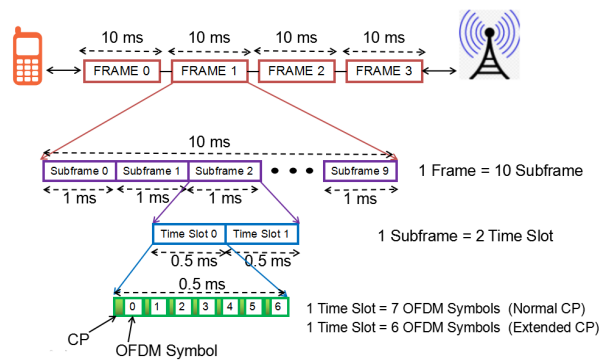 10 ms 10 ms 10 ms 10 ms
FRAME 0 FRAME 1 FRAME 2 FRAME 3
10 ms
Subframe 0 Subframe 1 Subframe 2 Subframe 9
1 Frame = 10 Subframe
1 ms 1 ms 1 ms 1 ms
Time Slot 0 Time Slot 1
1 Subframe = 2 Time Slot
0.5 ms 0.5 ms
0.5 ms
0 1 2 3 4 5 6
1 Time Slot = 7 OFDM Symbols (Normal CP)
1 Time Slot = 6 OFDM Symbols (Extended CP)
CP
OFDM Symbol